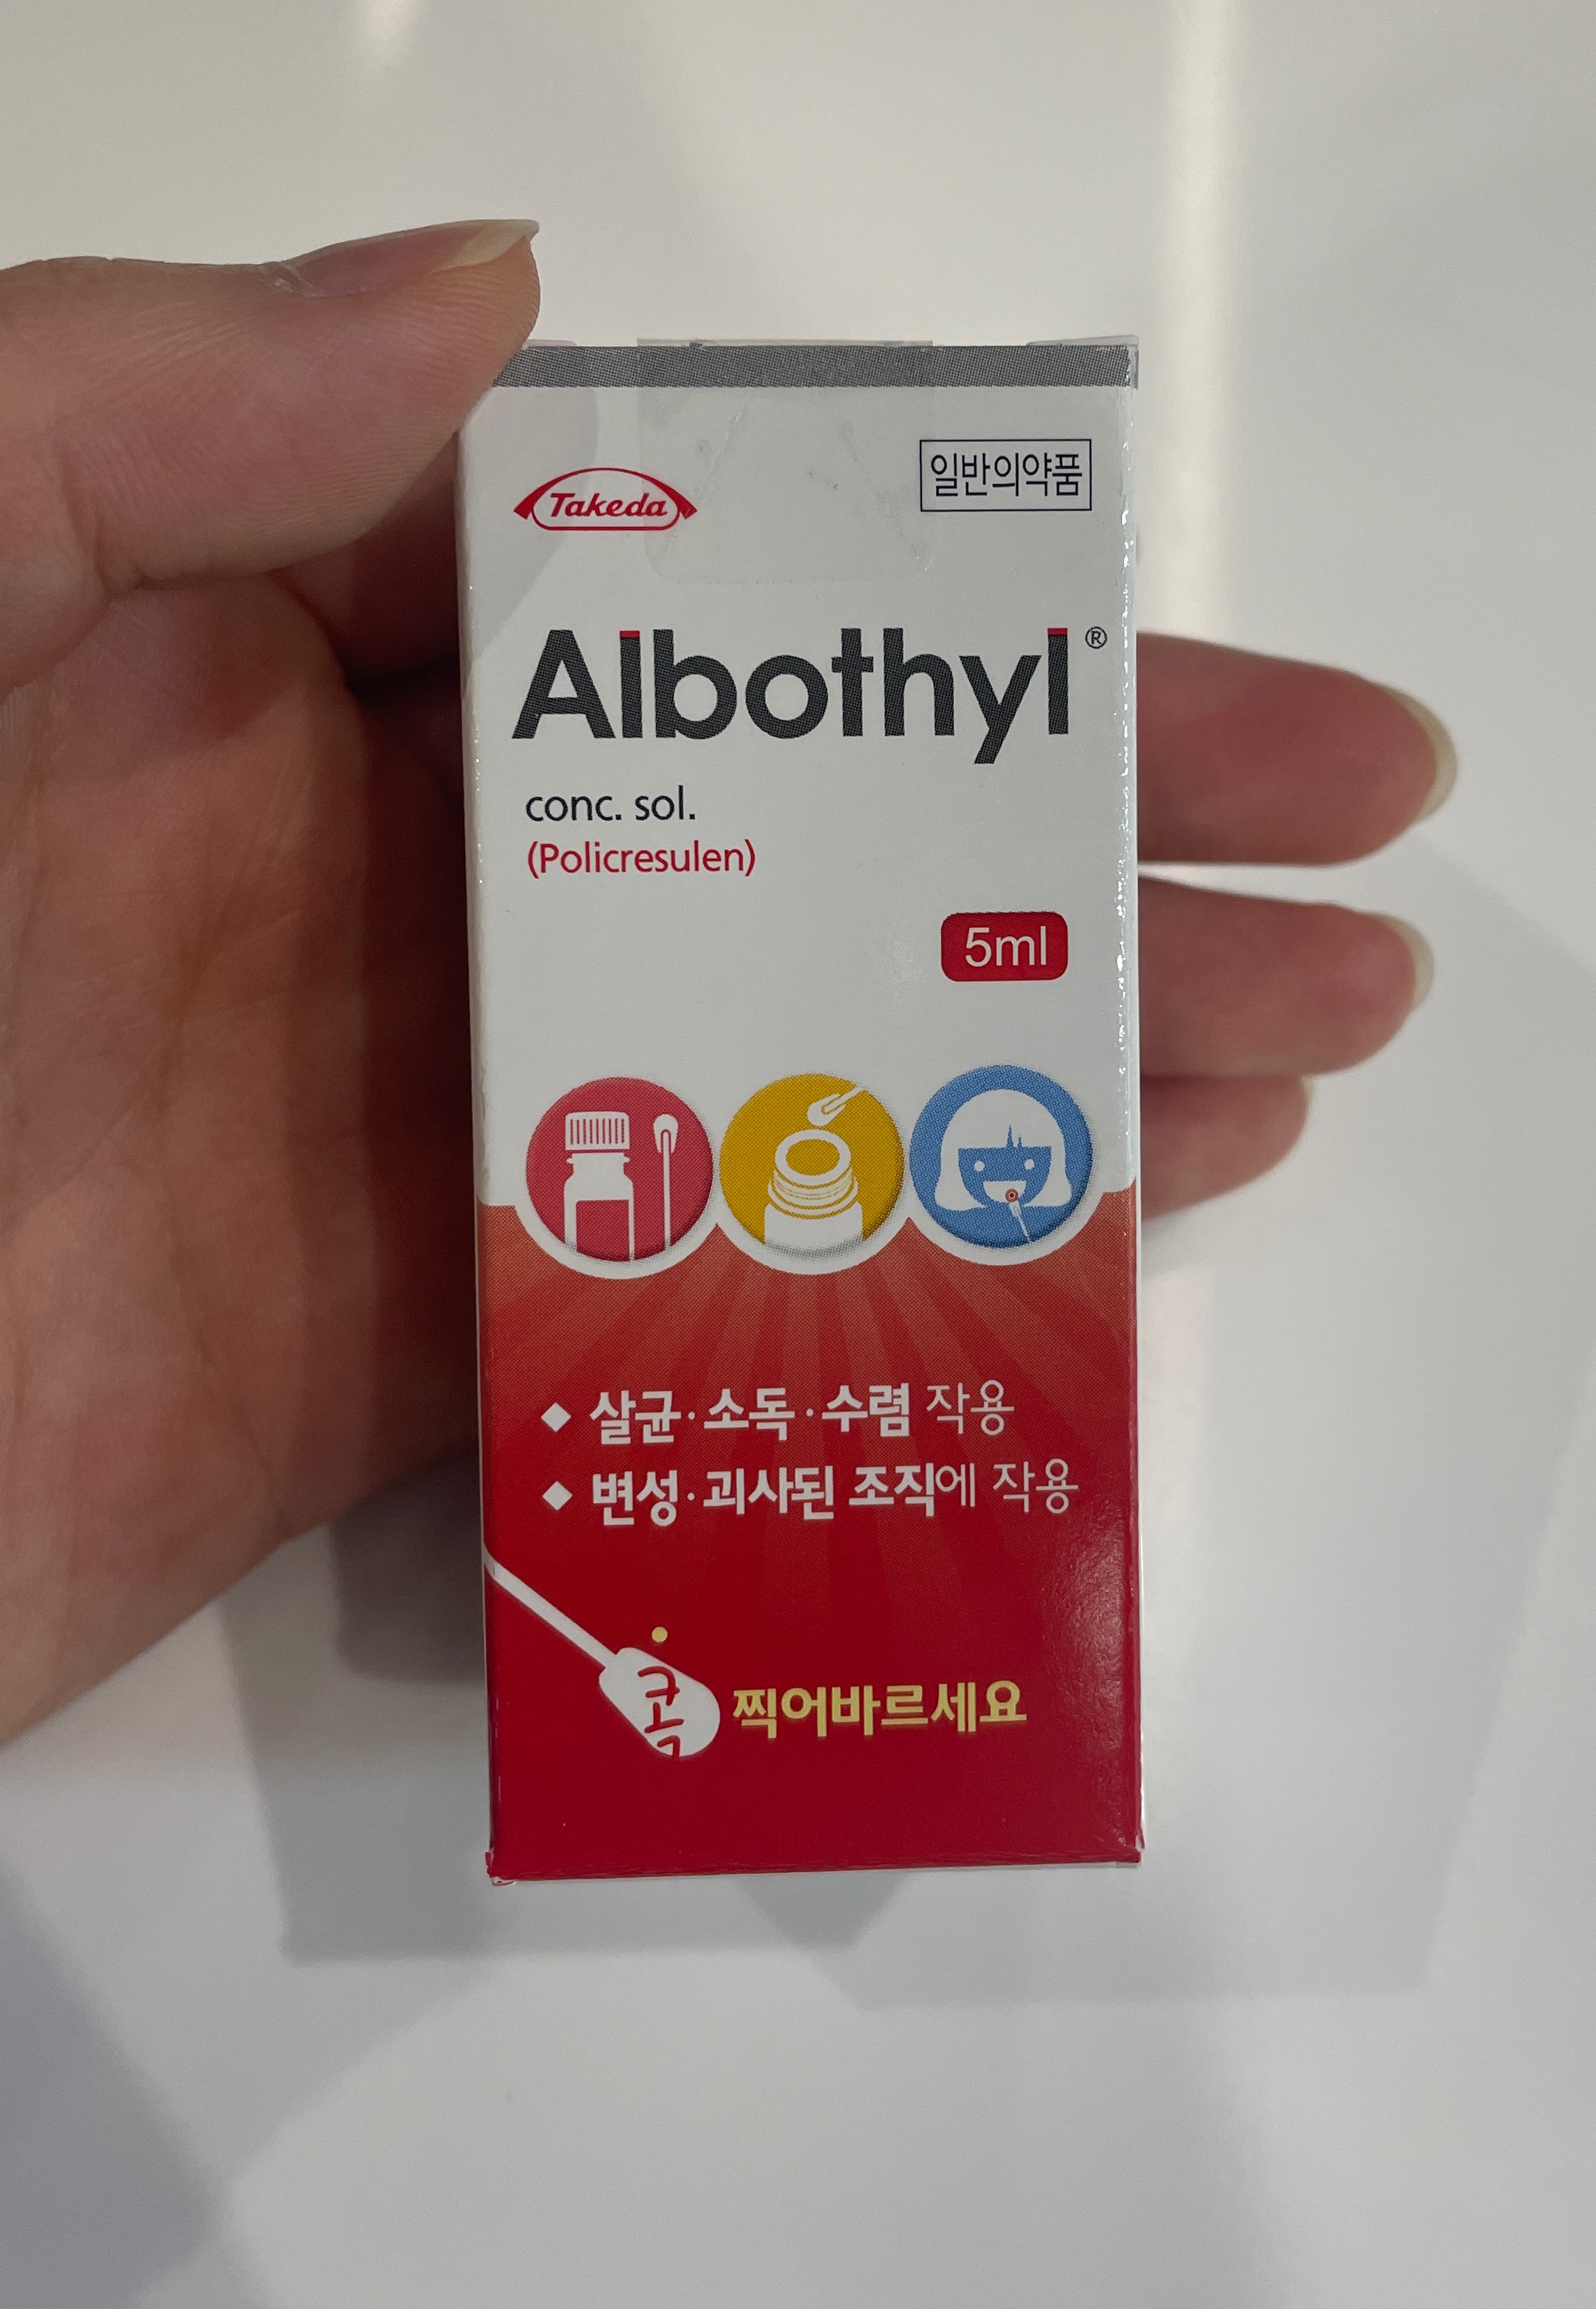 Takeda
일반의약품
Albothyl®
conc. sol.
(Policresulen)
5ml
◆ 살균·소독·수렴 작용
◆ 변성·괴사된 조직에 작용
콕 찍어바르세요